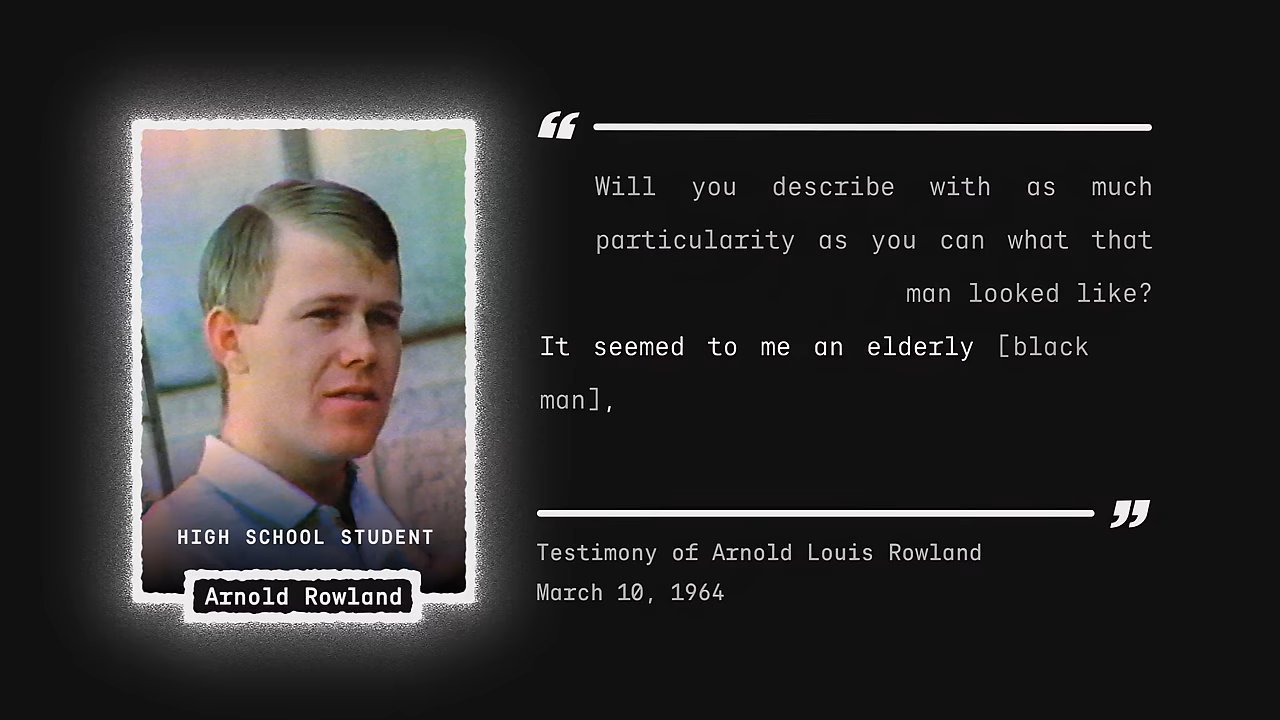 “
Will you describe with as much
particularity as you can what that
man looked like?
It seemed to me an elderly [black
man],
”
HIGH SCHOOL STUDENT
Arnold Rowland
Testimony of Arnold Louis Rowland
March 10, 1964